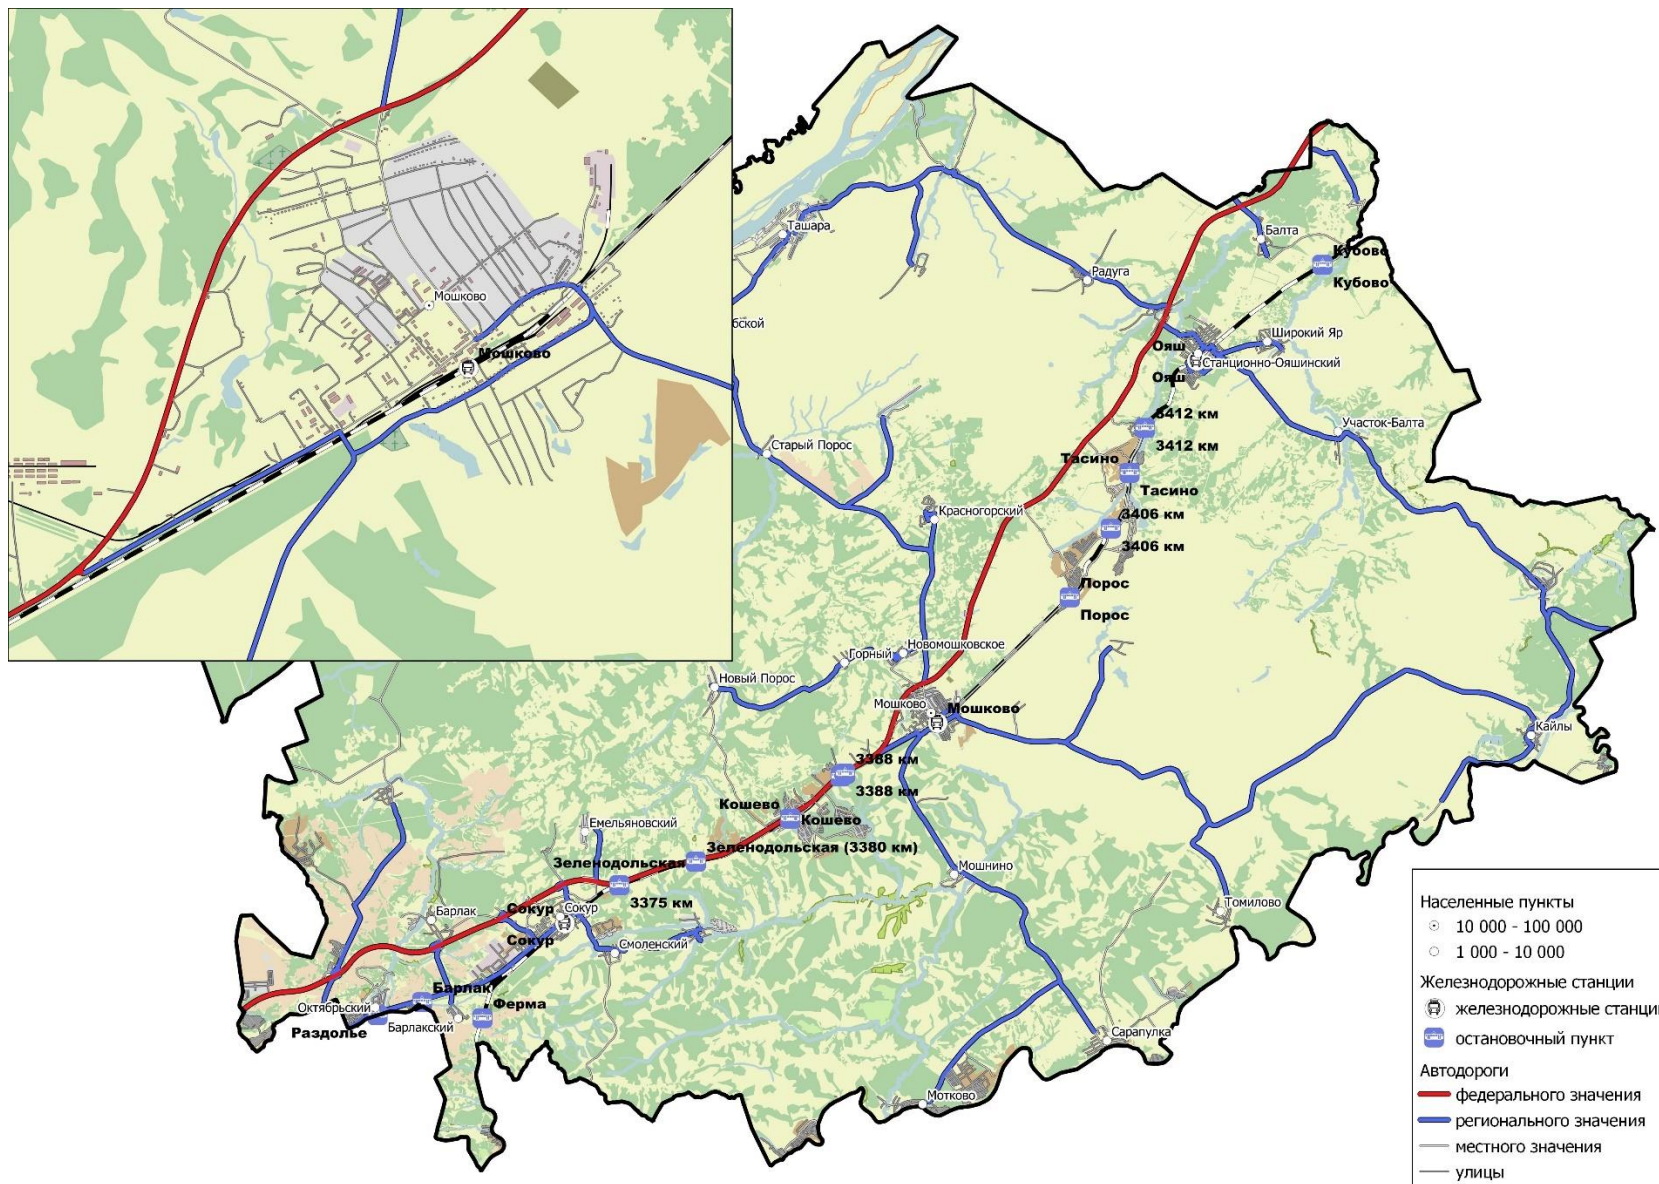 Мошково
Мошково
Ташара
бской
Радуга
Балта
Кубово
Кубово
Широкий Яр
Ояш
Станционно-Ояшинский
Ояш
3412 км
3412 км
Участок-Балта
Старый Порос
Тасино
Тасино
Красногорский
3406 км
3406 км
Порос
Порос
Новомошковское
Горный
Новый Порос
Мошково
Мошково
Кайлы
3388 км
3388 км
Кошево
Кошево
Емельяновский
Зеленодольская (3380 км)
Зеленодольская
3375 км
Мошнино
Томилово
Барлак
Сокур
Сокур
Сокур
Смоленский
Барлак
Ферма
Октябрьский
Раздолье
Барлакский
Сарапулка
Мотково
Населенные пункты
10 000 - 100 000
1 000 - 10 000
Железнодорожные станции
железнодорожные станци
остановочный пункт
Автодороги
федерального значения
регионального значения
местного значения
улицы